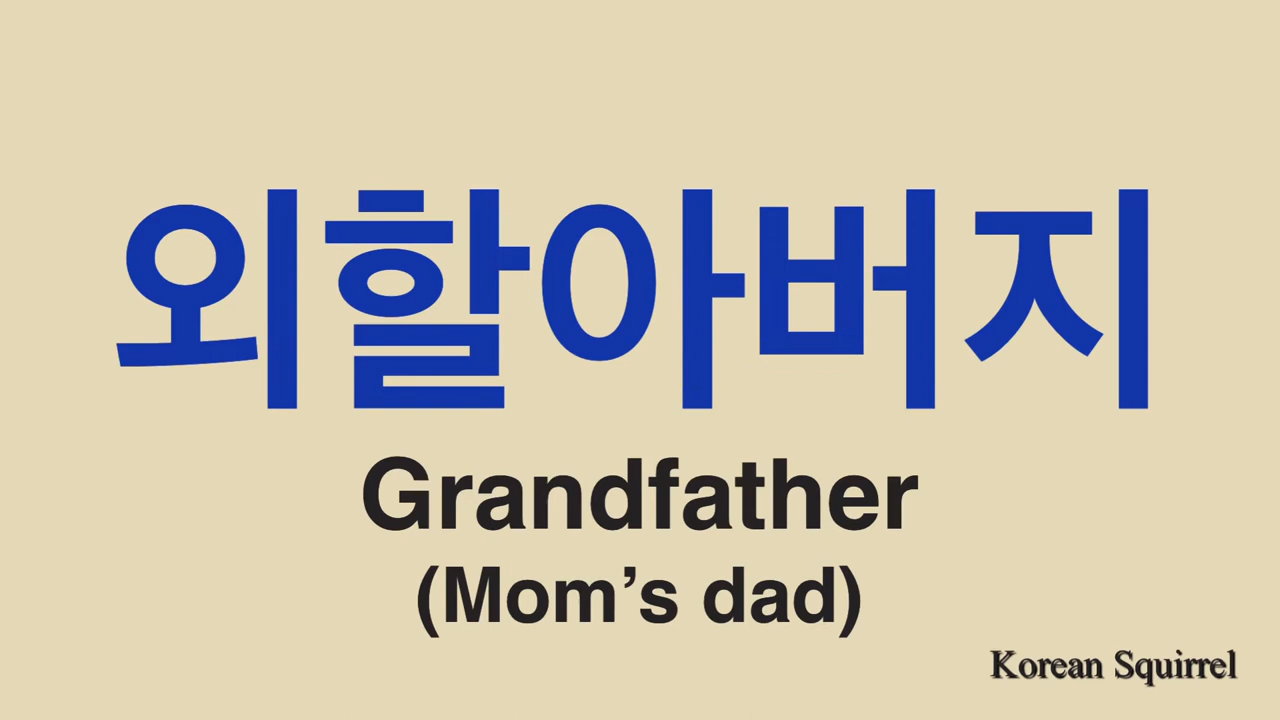 외할아버지
Grandfather
(Mom’s dad)
Korean Squirrel